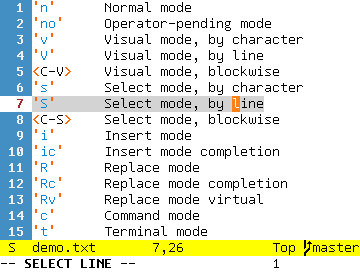 1 'n' Normal mode
2 'no' Operator-pending mode
3 'v' Visual mode, by character
4 'V' Visual mode, by line
5 <C-V> Visual mode, blockwise
6 's' Select mode, by character
7 'S' Select mode, by line
8 <C-S> Select mode, blockwise
9 'i' Insert mode
10 'ic' Insert mode completion
11 'R' Replace mode
12 'Rc' Replace mode completion
13 'Rv' Replace mode virtual
14 'c' Command mode
15 't' Terminal mode
S demo.txt 7,26 Top master
-- SELECT LINE -- 1